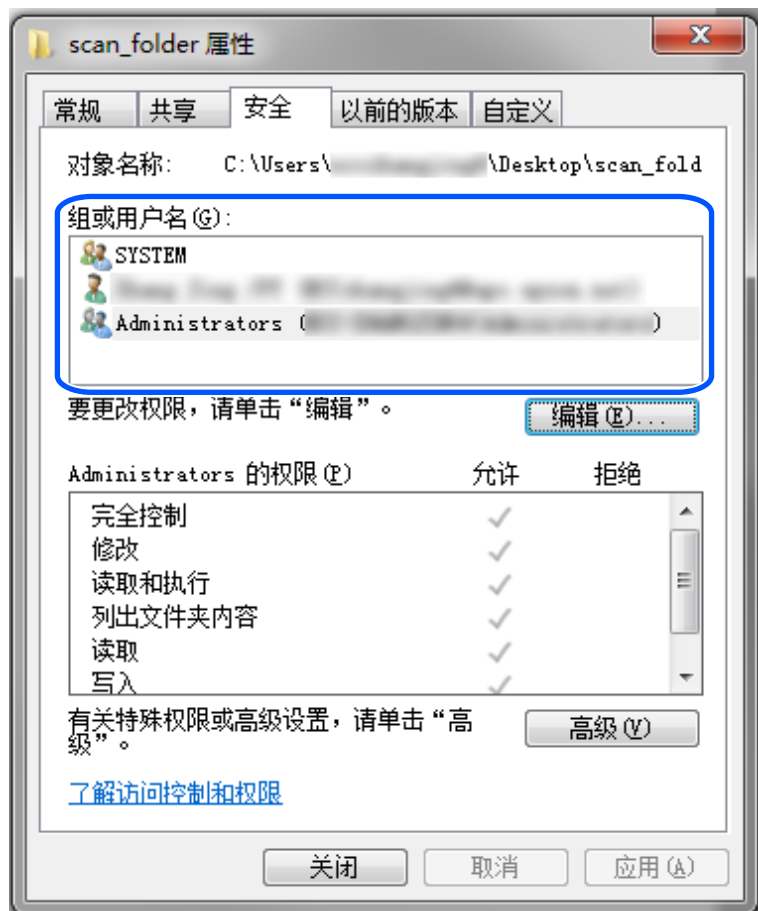 scan_folder 属性
常规 共享 安全 以前的版本 自定义
对象名称: C:\Users\ \Desktop\scan_fold
组或用户名(G):
SYSTEM
Administrators ( )
要更改权限，请单击“编辑”。 编辑(E)...
Administrators 的权限(P) 允许 拒绝
完全控制
修改
读取和执行
列出文件夹内容
读取
写入
有关特殊权限或高级设置，请单击“高
级”。
高级(V)
了解访问控制和权限
关闭 取消 应用(A)